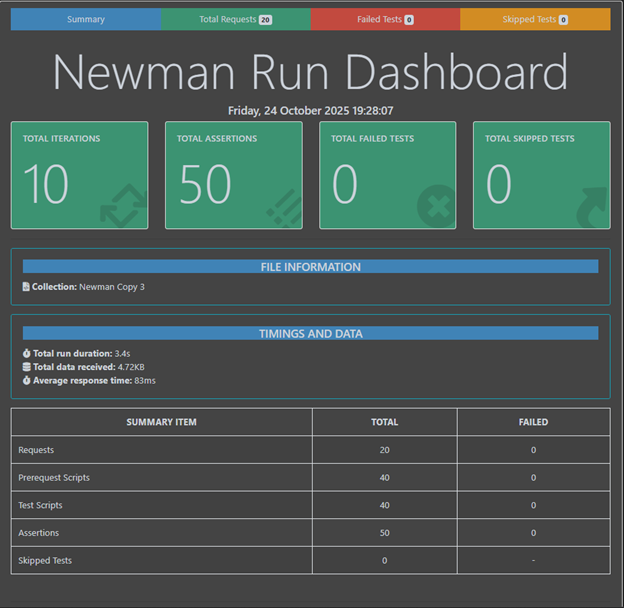 Summary Total Requests 20 Failed Tests 0 Skipped Tests 0
Newman Run Dashboard
Friday, 24 October 2025 19:28:07
TOTAL ITERATIONS TOTAL ASSERTIONS TOTAL FAILED TESTS TOTAL SKIPPED TESTS
10 50 0 0
FILE INFORMATION
Collection: Newman Copy 3
TIMINGS AND DATA
Total run duration: 3.4s
Total data received: 4.72KB
Average response time: 83ms
SUMMARY ITEM TOTAL FAILED
Requests 20 0
Prerequest Scripts 40 0
Test Scripts 40 0
Assertions 50 0
Skipped Tests 0 -